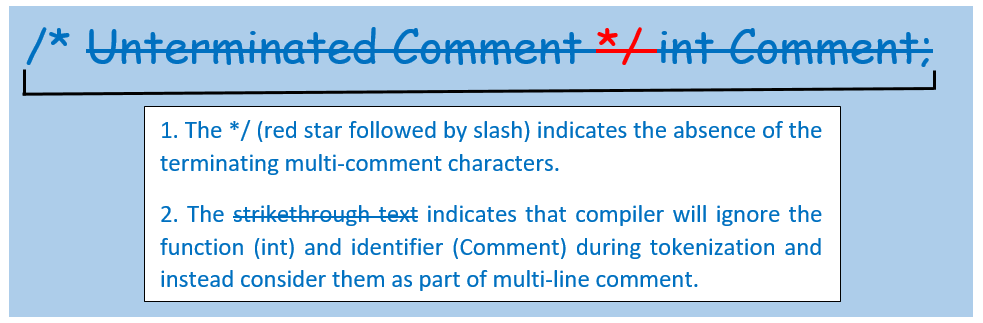 /* Unterminated Comment */ int Comment;
1. The */ (red star followed by slash) indicates the absence of the
terminating multi-comment characters.
2. The strikethrough text indicates that compiler will ignore the
function (int) and identifier (Comment) during tokenization and
instead consider them as part of multi-line comment.